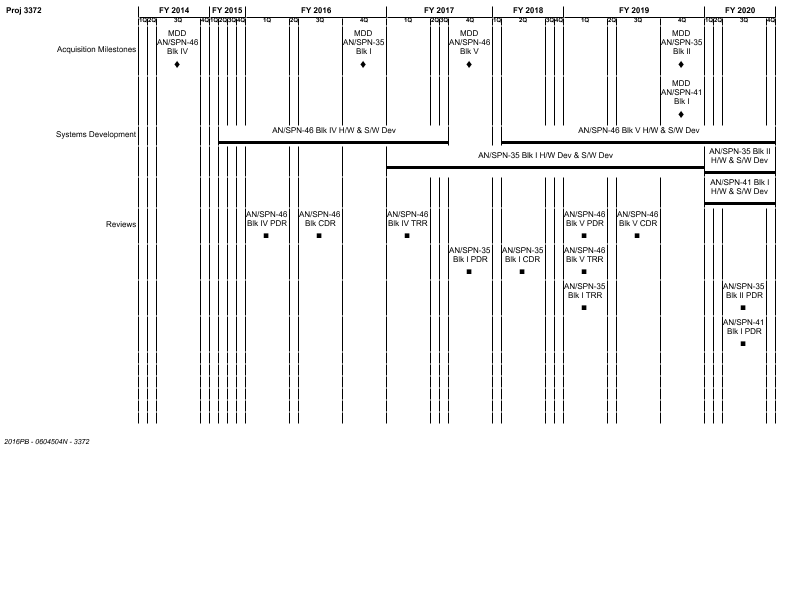 Proj 3372
FY 2014 FY 2015 FY 2016 FY 2017 FY 2018 FY 2019 FY 2020
1Q 2Q 3Q 4Q 1Q 2Q 3Q 4Q 1Q 2Q 3Q 4Q 1Q 2Q 3Q 4Q 1Q 2Q 3Q 4Q 1Q 2Q 3Q 4Q 1Q 2Q 3Q 4Q
Acquisition Milestones
MDD
AN/SPN-46
Blk IV
MDD
AN/SPN-35
Blk I
MDD
AN/SPN-46
Blk V
MDD
AN/SPN-35
Blk II
MDD
AN/SPN-41
Blk I
Systems Development
AN/SPN-46 Blk IV H/W & S/W Dev
AN/SPN-46 Blk V H/W & S/W Dev
AN/SPN-35 Blk I H/W Dev & S/W Dev
AN/SPN-35 Blk II
H/W & S/W Dev
AN/SPN-41 Blk I
H/W & S/W Dev
Reviews
AN/SPN-46
Blk IV PDR
AN/SPN-46
Blk CDR
AN/SPN-46
Blk IV TRR
AN/SPN-46
Blk V PDR
AN/SPN-46
Blk V CDR
AN/SPN-35
Blk I PDR
AN/SPN-35
Blk I CDR
AN/SPN-46
Blk V TRR
AN/SPN-35
Blk I TRR
AN/SPN-35
Blk II PDR
AN/SPN-41
Blk I PDR
2016PB - 0604504N - 3372